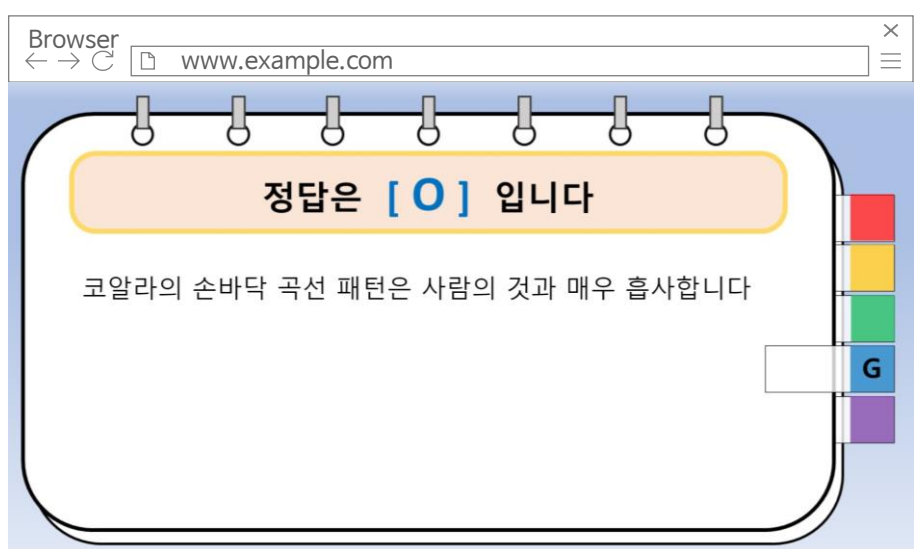 Browser
www.example.com
정답은 [ O ] 입니다
코알라의 손바닥 곡선 패턴은 사람의 것과 매우 흡사합니다
G